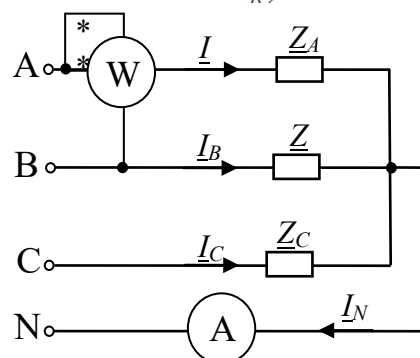 *
A * W I Z_A
B I_B Z
C I_C Z_C
N A I_N